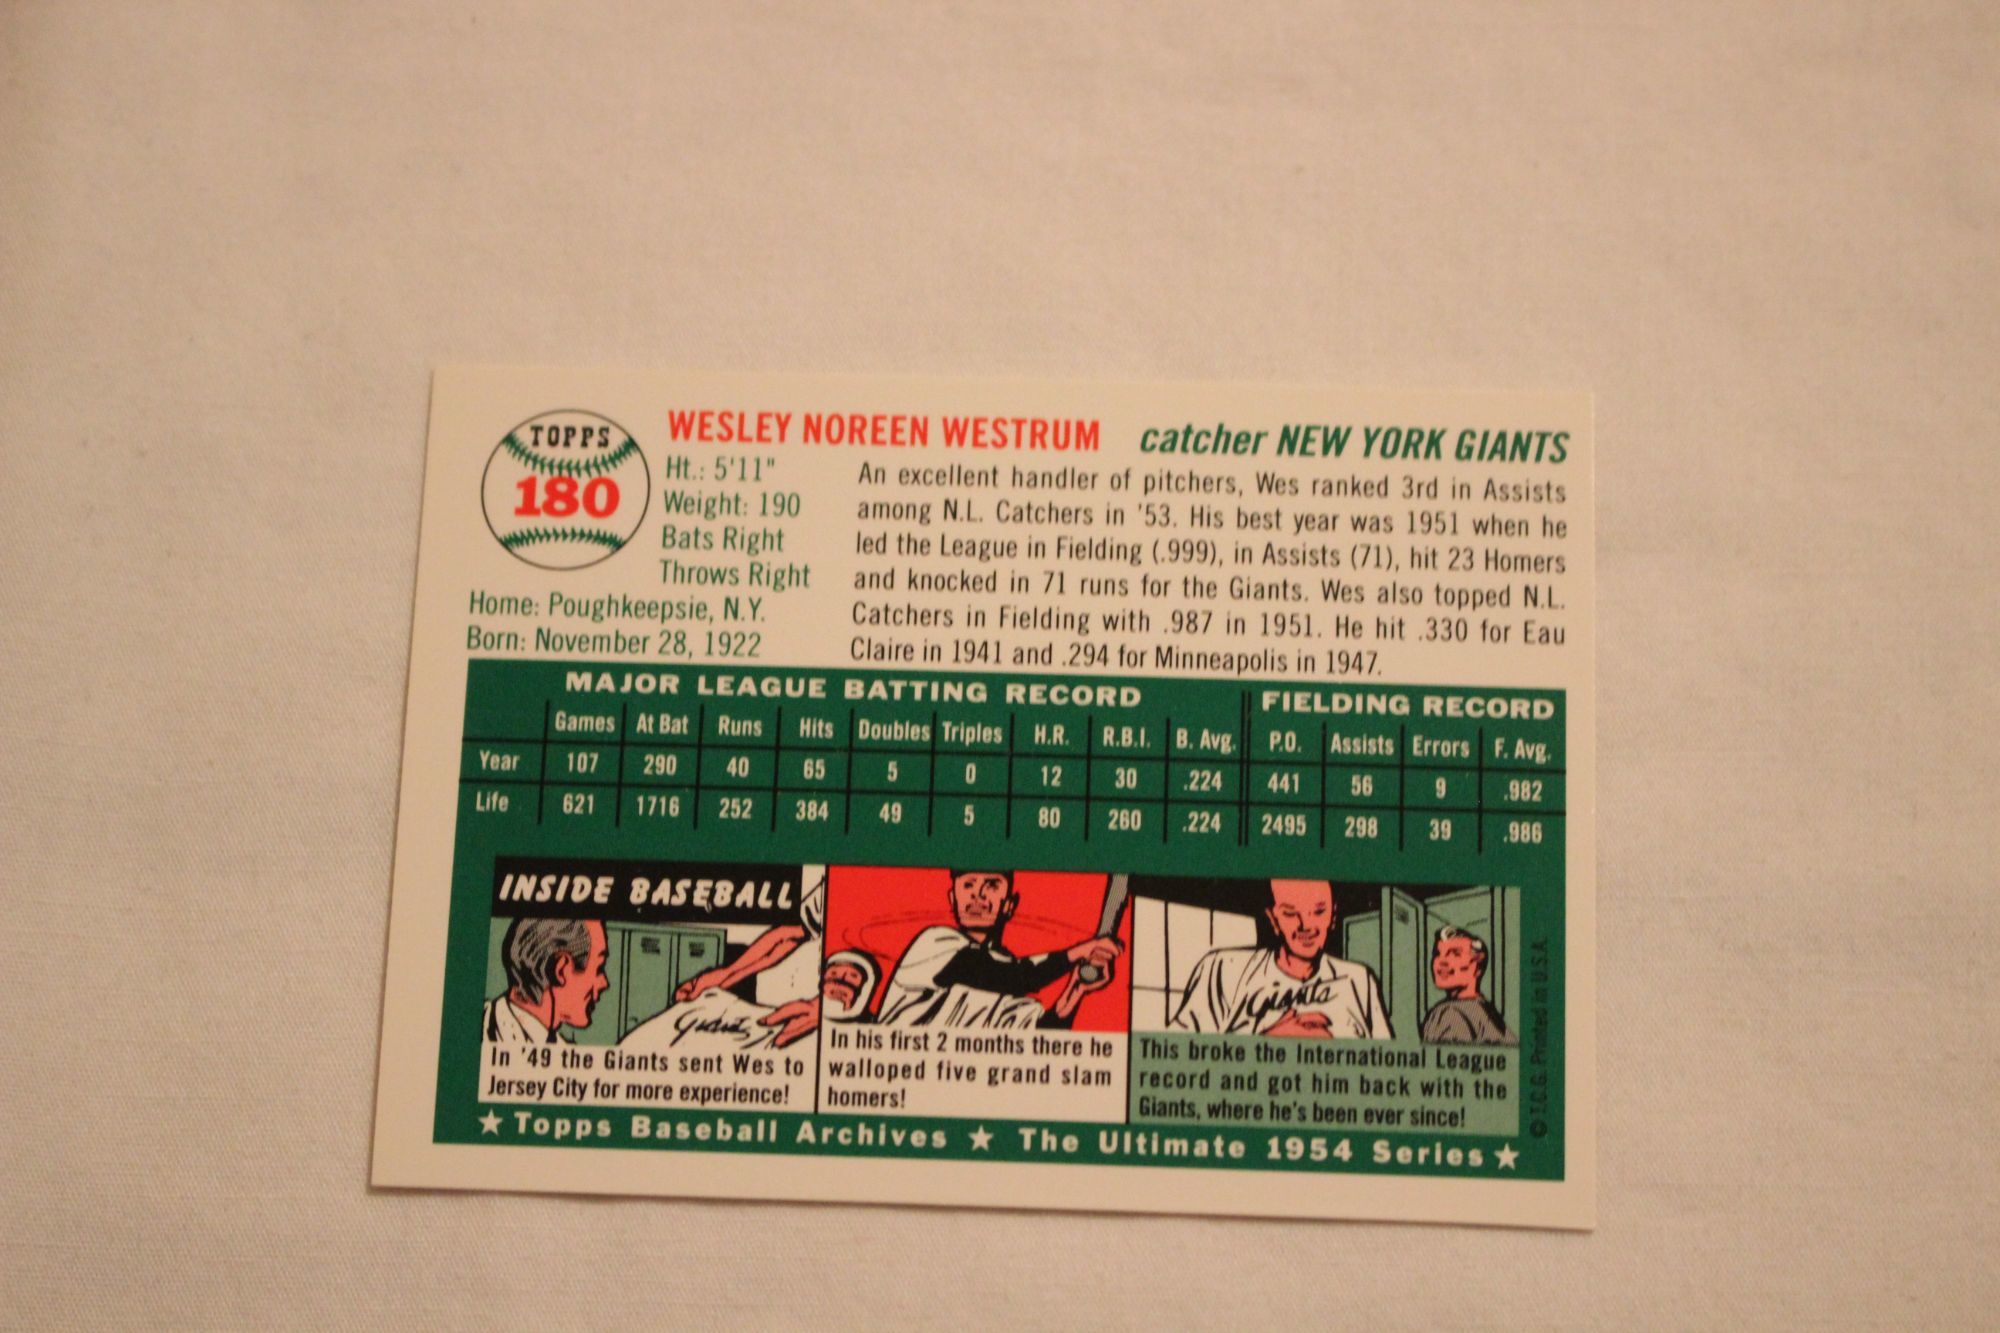 TOPPS
180
WESLEY NOREEN WESTRUM catcher NEW YORK GIANTS
Ht.: 5'11"
Weight: 190
Bats Right
Throws Right
Home: Poughkeepsie, N.Y.
Born: November 28, 1922
An excellent handler of pitchers, Wes ranked 3rd in Assists
among N.L. Catchers in '53. His best year was 1951 when he
led the League in Fielding (.999), in Assists (71), hit 23 Homers
and knocked in 71 runs for the Giants. Wes also topped N.L.
Catchers in Fielding with .987 in 1951. He hit .330 for Eau
Claire in 1941 and .294 for Minneapolis in 1947.
MAJOR LEAGUE BATTING RECORD FIELDING RECORD
Games At Bat Runs Hits Doubles Triples H.R. R.B.I. B. Avg. P.O. Assists Errors F. Avg.
Year 107 290 40 65 5 0 12 30 .224 441 56 9 .982
Life 621 1716 252 384 49 5 80 260 .224 2495 298 39 .986
INSIDE BASEBALL
Giants
Giants
In '49 the Giants sent Wes to
Jersey City for more experience!
In his first 2 months there he
walloped five grand slam
homers!
This broke the International League
record and got him back with the
Giants, where he's been ever since!
© T.C.G. Printed in U.S.A.
★ Topps Baseball Archives ★ The Ultimate 1954 Series ★